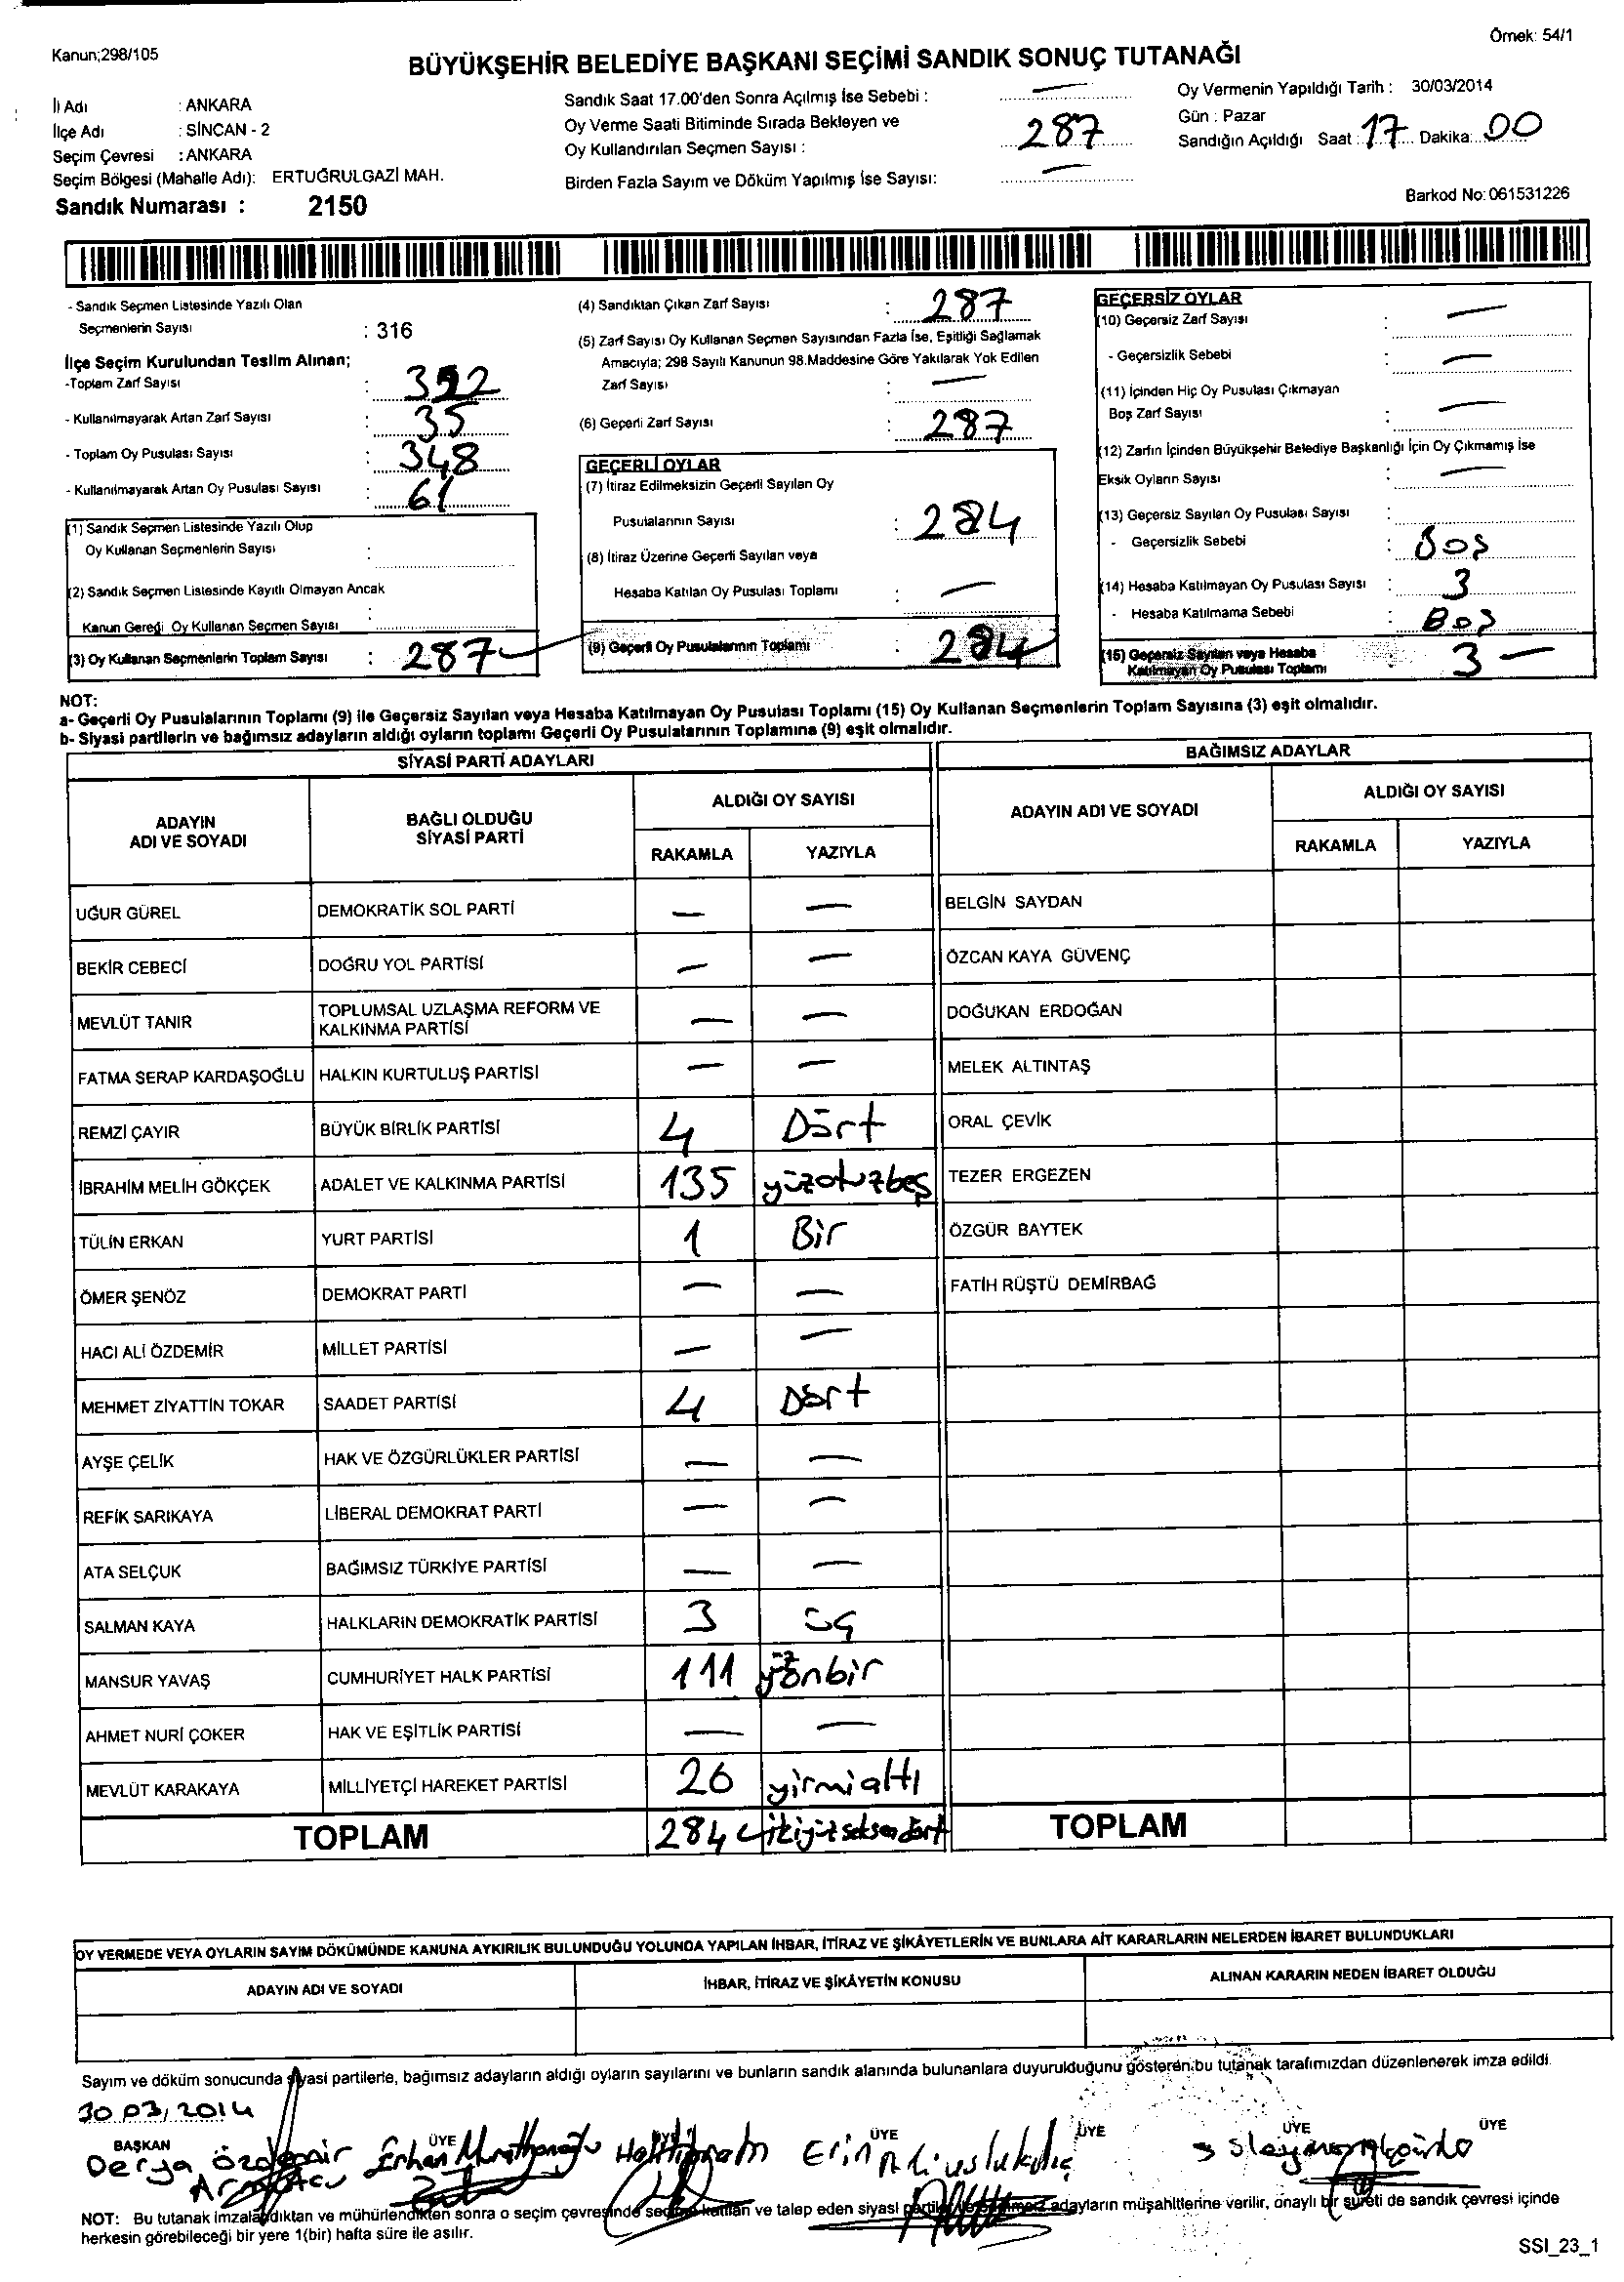 Kanun;298/105
Örnek: 54/1
BÜYÜKŞEHİR BELEDİYE BAŞKANI SEÇİMİ SANDIK SONUÇ TUTANAĞI
İl Adı : ANKARA
İlçe Adı : SİNCAN - 2
Seçim Çevresi : ANKARA
Seçim Bölgesi (Mahalle Adı): ERTUĞRULGAZİ MAH.
Sandık Numarası : 2150
Sandık Saat 17.00'den Sonra Açılmış İse Sebebi : —
Oy Verme Saati Bitiminde Sırada Bekleyen ve
Oy Kullandırılan Seçmen Sayısı : 287
Birden Fazla Sayım ve Döküm Yapılmış İse Sayısı: —
Oy Vermenin Yapıldığı Tarih : 30/03/2014
Gün : Pazar
Sandığın Açıldığı Saat : 17 Dakika: 00
Barkod No: 061531226
- Sandık Seçmen Listesinde Yazılı Olan
Seçmenlerin Sayısı : 316
İlçe Seçim Kurulundan Teslim Alınan;
-Toplam Zarf Sayısı : 322
- Kullanılmayarak Artan Zarf Sayısı : 35
- Toplam Oy Pusulası Sayısı : 348
- Kullanılmayarak Artan Oy Pusulası Sayısı : 61
(1) Sandık Seçmen Listesinde Yazılı Olup
Oy Kullanan Seçmenlerin Sayısı :
(2) Sandık Seçmen Listesinde Kayıtlı Olmayan Ancak
Kanun Gereği Oy Kullanan Seçmen Sayısı :
(3) Oy Kullanan Seçmenlerin Toplam Sayısı : 287
(4) Sandıktan Çıkan Zarf Sayısı : 287
(5) Zarf Sayısı Oy Kullanan Seçmen Sayısından Fazla İse, Eşitliği Sağlamak
Amacıyla; 298 Sayılı Kanunun 98.Maddesine Göre Yakılarak Yok Edilen
Zarf Sayısı : —
(6) Geçerli Zarf Sayısı : 287
GEÇERLİ OYLAR
(7) İtiraz Edilmeksizin Geçerli Sayılan Oy
Pusulalarının Sayısı : 284
(8) İtiraz Üzerine Geçerli Sayılan veya
Hesaba Katılan Oy Pusulası Toplamı : —
(9) Geçerli Oy Pusulalarının Toplamı : 284
GEÇERSİZ OYLAR
(10) Geçersiz Zarf Sayısı : —
- Geçersizlik Sebebi : —
(11) İçinden Hiç Oy Pusulası Çıkmayan
Boş Zarf Sayısı : —
(12) Zarfın İçinden Büyükşehir Belediye Başkanlığı İçin Oy Çıkmamış İse
Eksik Oyların Sayısı : —
(13) Geçersiz Sayılan Oy Pusulası Sayısı :
- Geçersizlik Sebebi : Boş
(14) Hesaba Katılmayan Oy Pusulası Sayısı : 3
- Hesaba Katılmama Sebebi : Boş
(15) Geçersiz Sayılan veya Hesaba
Katılmayan Oy Pusulası Toplamı : 3 —
NOT:
a- Geçerli Oy Pusulalarının Toplamı (9) ile Geçersiz Sayılan veya Hesaba Katılmayan Oy Pusulası Toplamı (15) Oy Kullanan Seçmenlerin Toplam Sayısına (3) eşit olmalıdır.
b- Siyasi partilerin ve bağımsız adayların aldığı oyların toplamı Geçerli Oy Pusulalarının Toplamına (9) eşit olmalıdır.
SİYASİ PARTİ ADAYLARI
ADAYIN
ADI VE SOYADI
BAĞLI OLDUĞU
SİYASİ PARTİ
ALDIĞI OY SAYISI
RAKAMLA YAZIYLA
UĞUR GÜREL DEMOKRATİK SOL PARTİ — —
BEKİR CEBECİ DOĞRU YOL PARTİSİ — —
MEVLÜT TANIR TOPLUMSAL UZLAŞMA REFORM VE
KALKINMA PARTİSİ — —
FATMA SERAP KARDAŞOĞLU HALKIN KURTULUŞ PARTİSİ — —
REMZİ ÇAYIR BÜYÜK BİRLİK PARTİSİ 4 Dört
İBRAHİM MELİH GÖKÇEK ADALET VE KALKINMA PARTİSİ 135 yüzotuzbeş
TÜLİN ERKAN YURT PARTİSİ 1 Bir
ÖMER ŞENÖZ DEMOKRAT PARTİ — —
HACI ALİ ÖZDEMİR MİLLET PARTİSİ — —
MEHMET ZİYATTİN TOKAR SAADET PARTİSİ 4 Dört
AYŞE ÇELİK HAK VE ÖZGÜRLÜKLER PARTİSİ — —
REFİK SARIKAYA LİBERAL DEMOKRAT PARTİ — —
ATA SELÇUK BAĞIMSIZ TÜRKİYE PARTİSİ — —
SALMAN KAYA HALKLARIN DEMOKRATİK PARTİSİ 3 üç
MANSUR YAVAŞ CUMHURİYET HALK PARTİSİ 111 yüzonbir
AHMET NURİ ÇOKER HAK VE EŞİTLİK PARTİSİ — —
MEVLÜT KARAKAYA MİLLİYETÇİ HAREKET PARTİSİ 26 yirmialtı
TOPLAM 284 ikiyüzseksendört
BAĞIMSIZ ADAYLAR
ADAYIN ADI VE SOYADI
ALDIĞI OY SAYISI
RAKAMLA YAZIYLA
BELGİN SAYDAN
ÖZCAN KAYA GÜVENÇ
DOĞUKAN ERDOĞAN
MELEK ALTINTAŞ
ORAL ÇEVİK
TEZER ERGEZEN
ÖZGÜR BAYTEK
FATİH RÜŞTÜ DEMİRBAĞ
TOPLAM
OY VERMEDE VEYA OYLARIN SAYIM DÖKÜMÜNDE KANUNA AYKIRILIK BULUNDUĞU YOLUNDA YAPILAN İHBAR, İTİRAZ VE ŞİKÂYETLERİN VE BUNLARA AİT KARARLARIN NELERDEN İBARET BULUNDUKLARI
ADAYIN ADI VE SOYADI İHBAR, İTİRAZ VE ŞİKÂYETİN KONUSU ALINAN KARARIN NEDEN İBARET OLDUĞU
Sayım ve döküm sonucunda siyasi partilerle, bağımsız adayların aldığı oyların sayılarını ve bunların sandık alanında bulunanlara duyurulduğunu gösteren bu tutanak tarafımızdan düzenlenerek imza edildi.
30.03.2014
BAŞKAN ÜYE ÜYE ÜYE ÜYE ÜYE ÜYE
Derya Özdemir Erhan
NOT: Bu tutanak imzalandıktan ve mühürlendikten sonra o seçim çevresinde seçime katılan ve talep eden siyasi partiler ve bağımsız adayların müşahitlerine verilir, onaylı bir sureti de sandık çevresi içinde
herkesin görebileceği bir yere 1(bir) hafta süre ile asılır.
SSI_23_1